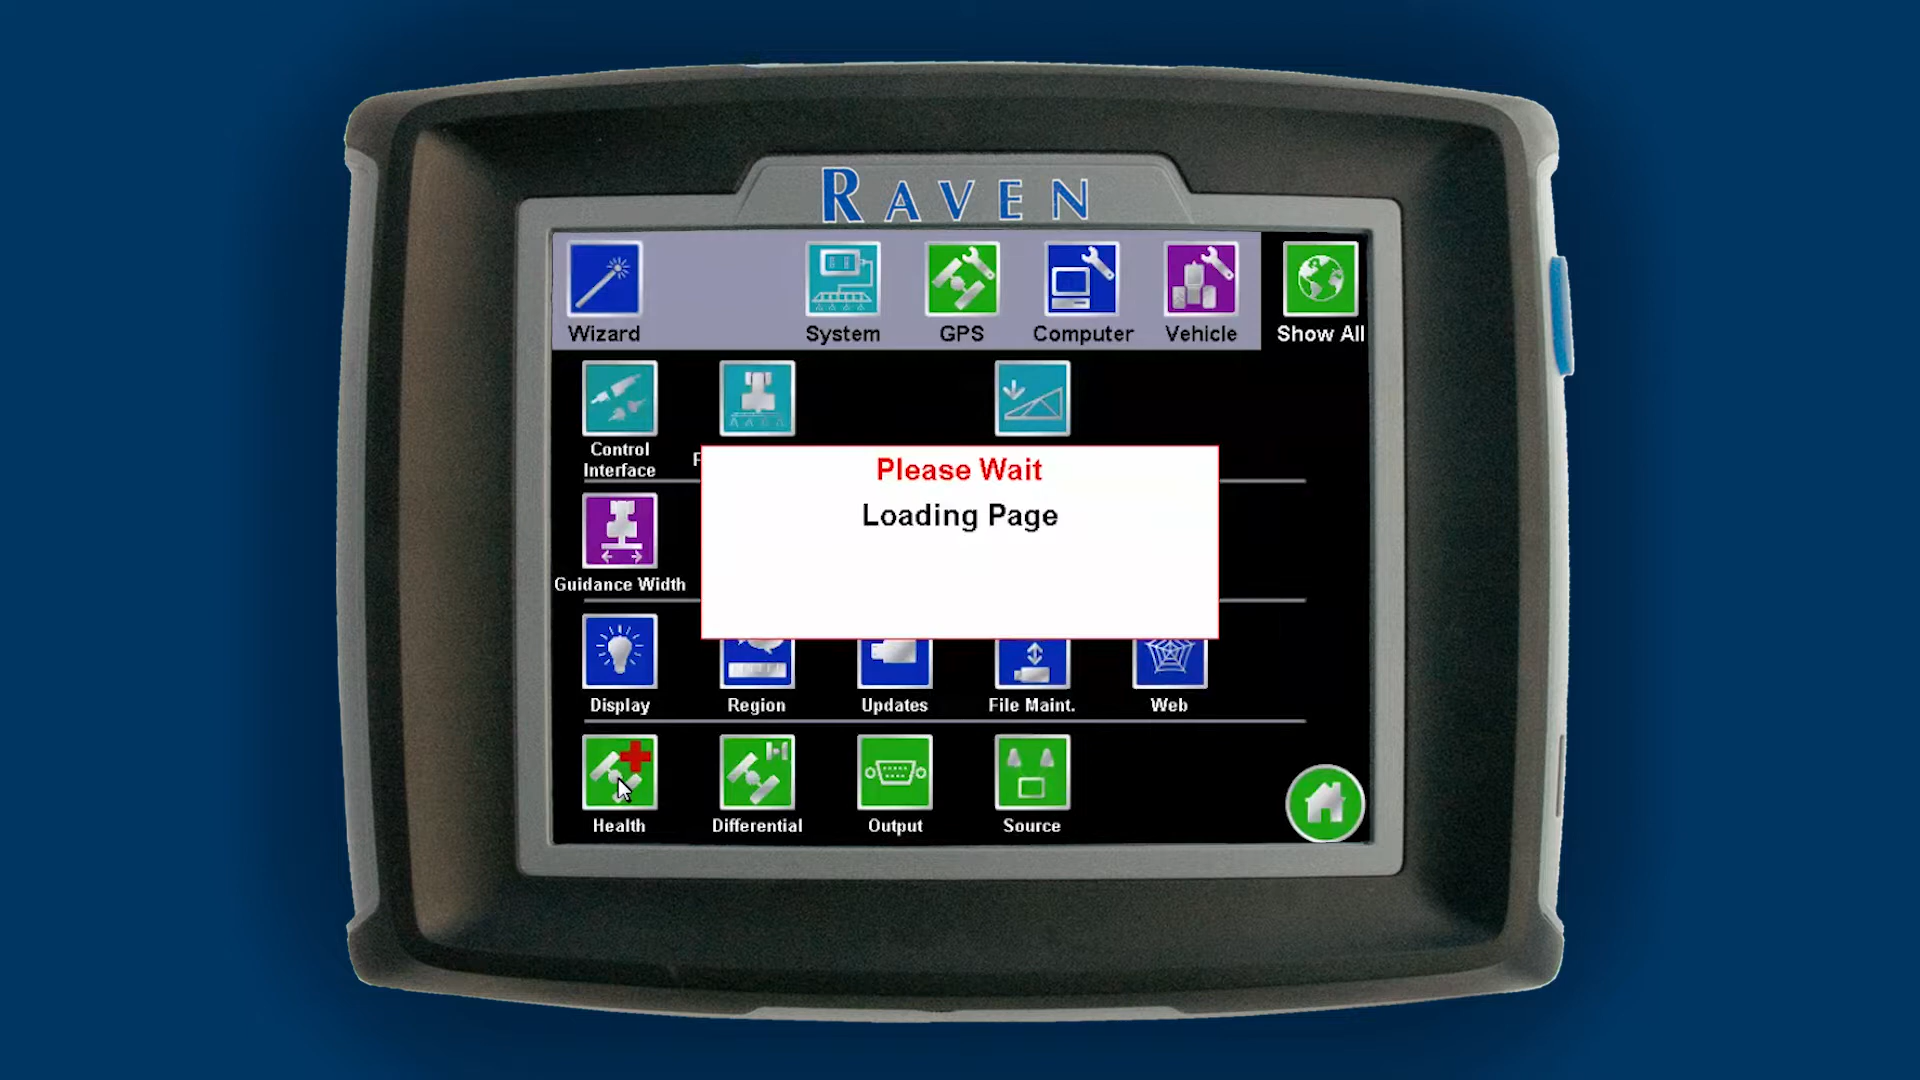 RAVEN
Wizard
System
GPS
Computer
Vehicle
Show All
Control
Interface
Please Wait
Loading Page
Guidance Width
Display
Region
Updates
File Maint.
Web
Health
Differential
Output
Source